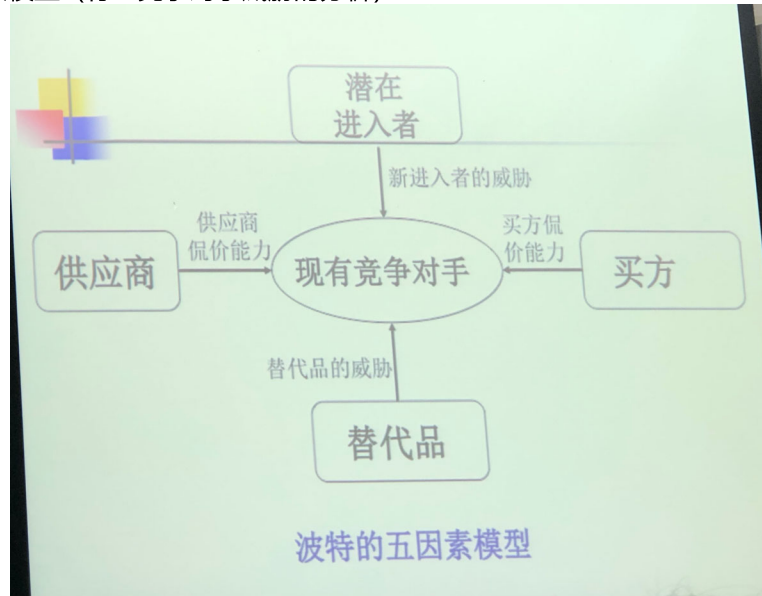 潜在
进入者
新进入者的威胁
供应商
侃价能力
买方侃
价能力
供应商
现有竞争对手
买方
替代品的威胁
替代品
波特的五因素模型